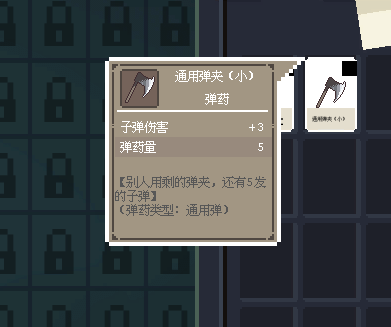 通用弹夹（小）
弹药
子弹伤害 +3
弹药量 5
【别人用剩的弹夹，还有5发
的子弹】
（弹药类型：通用弹）
通用弹夹（小）